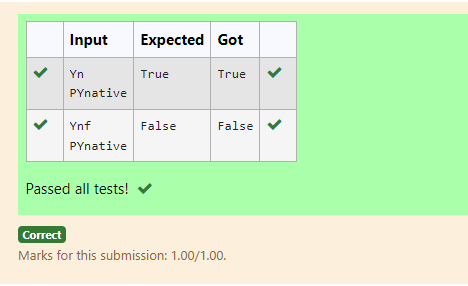 Input Expected Got
Yn True True
PYnative
Ynf False False
PYnative
Passed all tests!
Correct
Marks for this submission: 1.00/1.00.